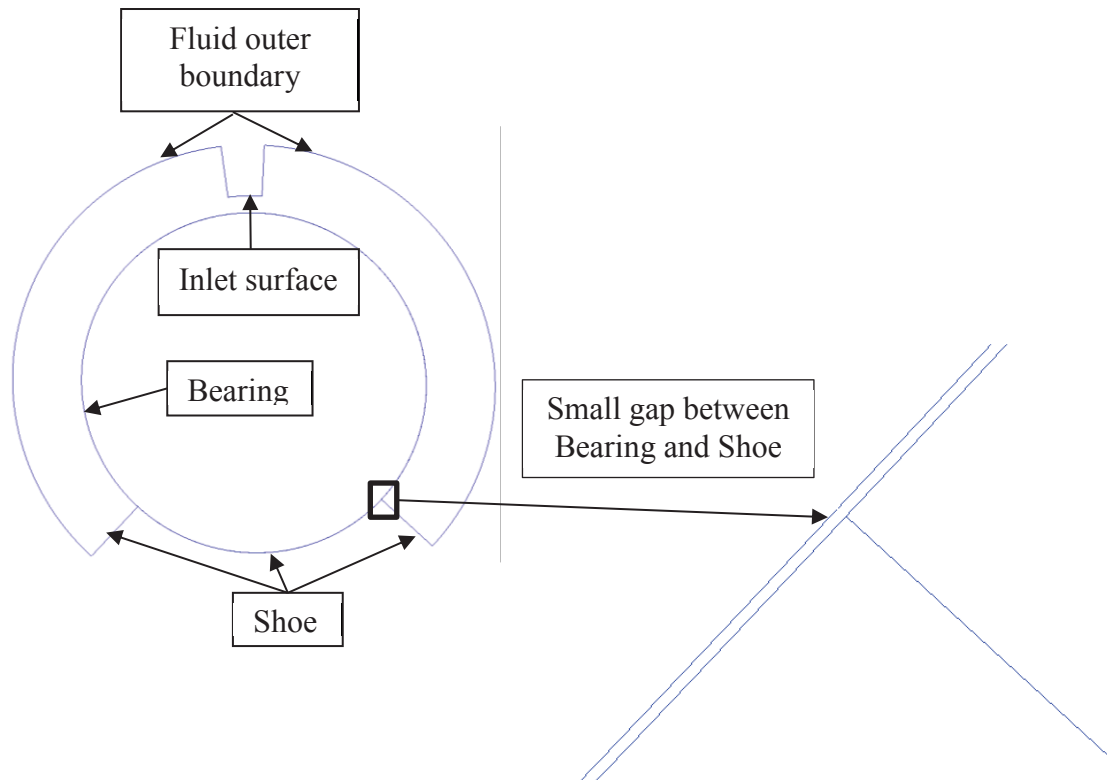 Fluid outer
boundary
Inlet surface
Bearing
Small gap between
Bearing and Shoe
Shoe